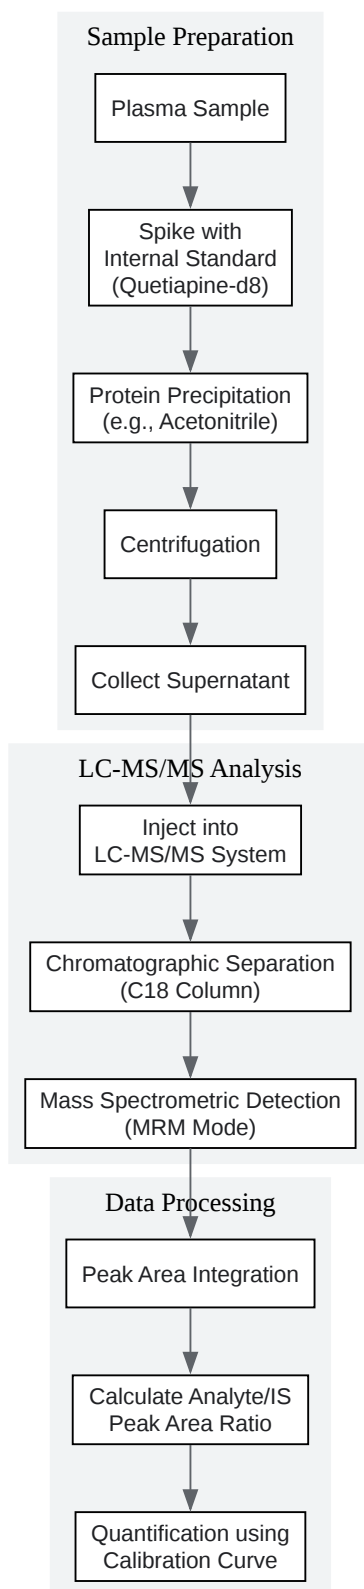 Sample Preparation
Plasma Sample
Spike with
Internal Standard
(Quetiapine-d8)
Protein Precipitation
(e.g., Acetonitrile)
Centrifugation
Collect Supernatant
LC-MS/MS Analysis
Inject into
LC-MS/MS System
Chromatographic Separation
(C18 Column)
Mass Spectrometric Detection
(MRM Mode)
Data Processing
Peak Area Integration
Calculate Analyte/IS
Peak Area Ratio
Quantification using
Calibration Curve